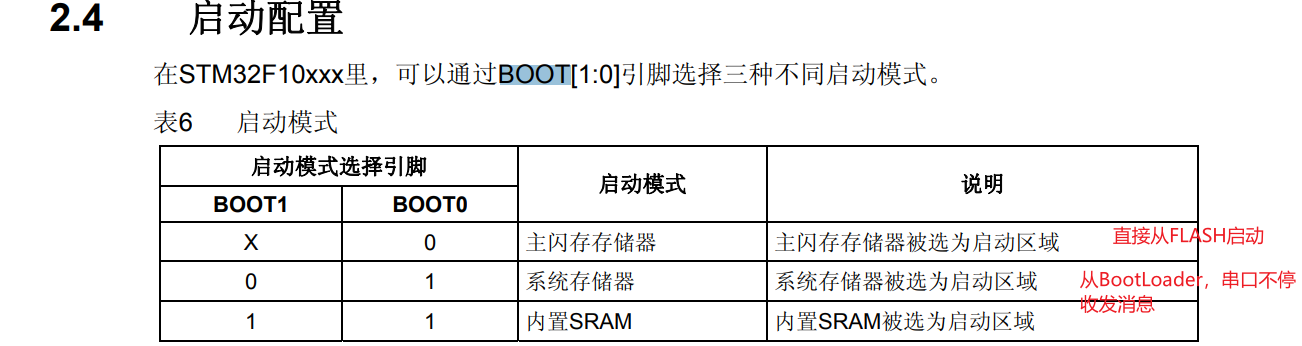 2.4 启动配置
在STM32F10xxx里，可以通过BOOT[1:0]引脚选择三种不同启动模式。
表6 启动模式
启动模式选择引脚 启动模式 说明
BOOT1 BOOT0
X 0 主闪存存储器 主闪存存储器被选为启动区域 直接从FLASH启动
0 1 系统存储器 系统存储器被选为启动区域 从BootLoader，串口不停
收发消息
1 1 内置SRAM 内置SRAM被选为启动区域